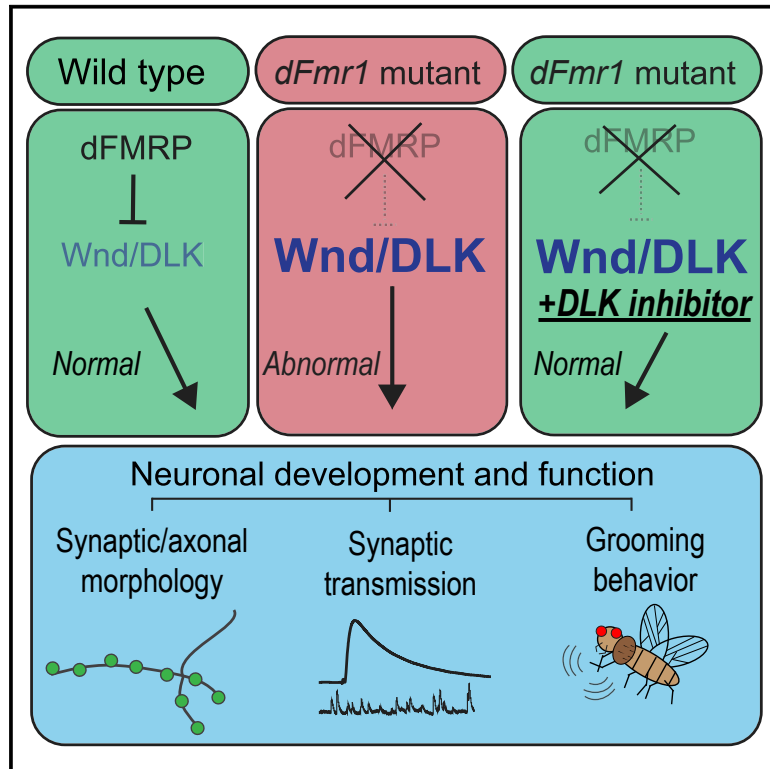 Wild type
dFmr1 mutant
dFmr1 mutant
dFMRP
Wnd/DLK
Normal
dFMRP
Wnd/DLK
Abnormal
dFMRP
Wnd/DLK
+DLK inhibitor
Normal
Neuronal development and function
Synaptic/axonal
morphology
Synaptic
transmission
Grooming
behavior